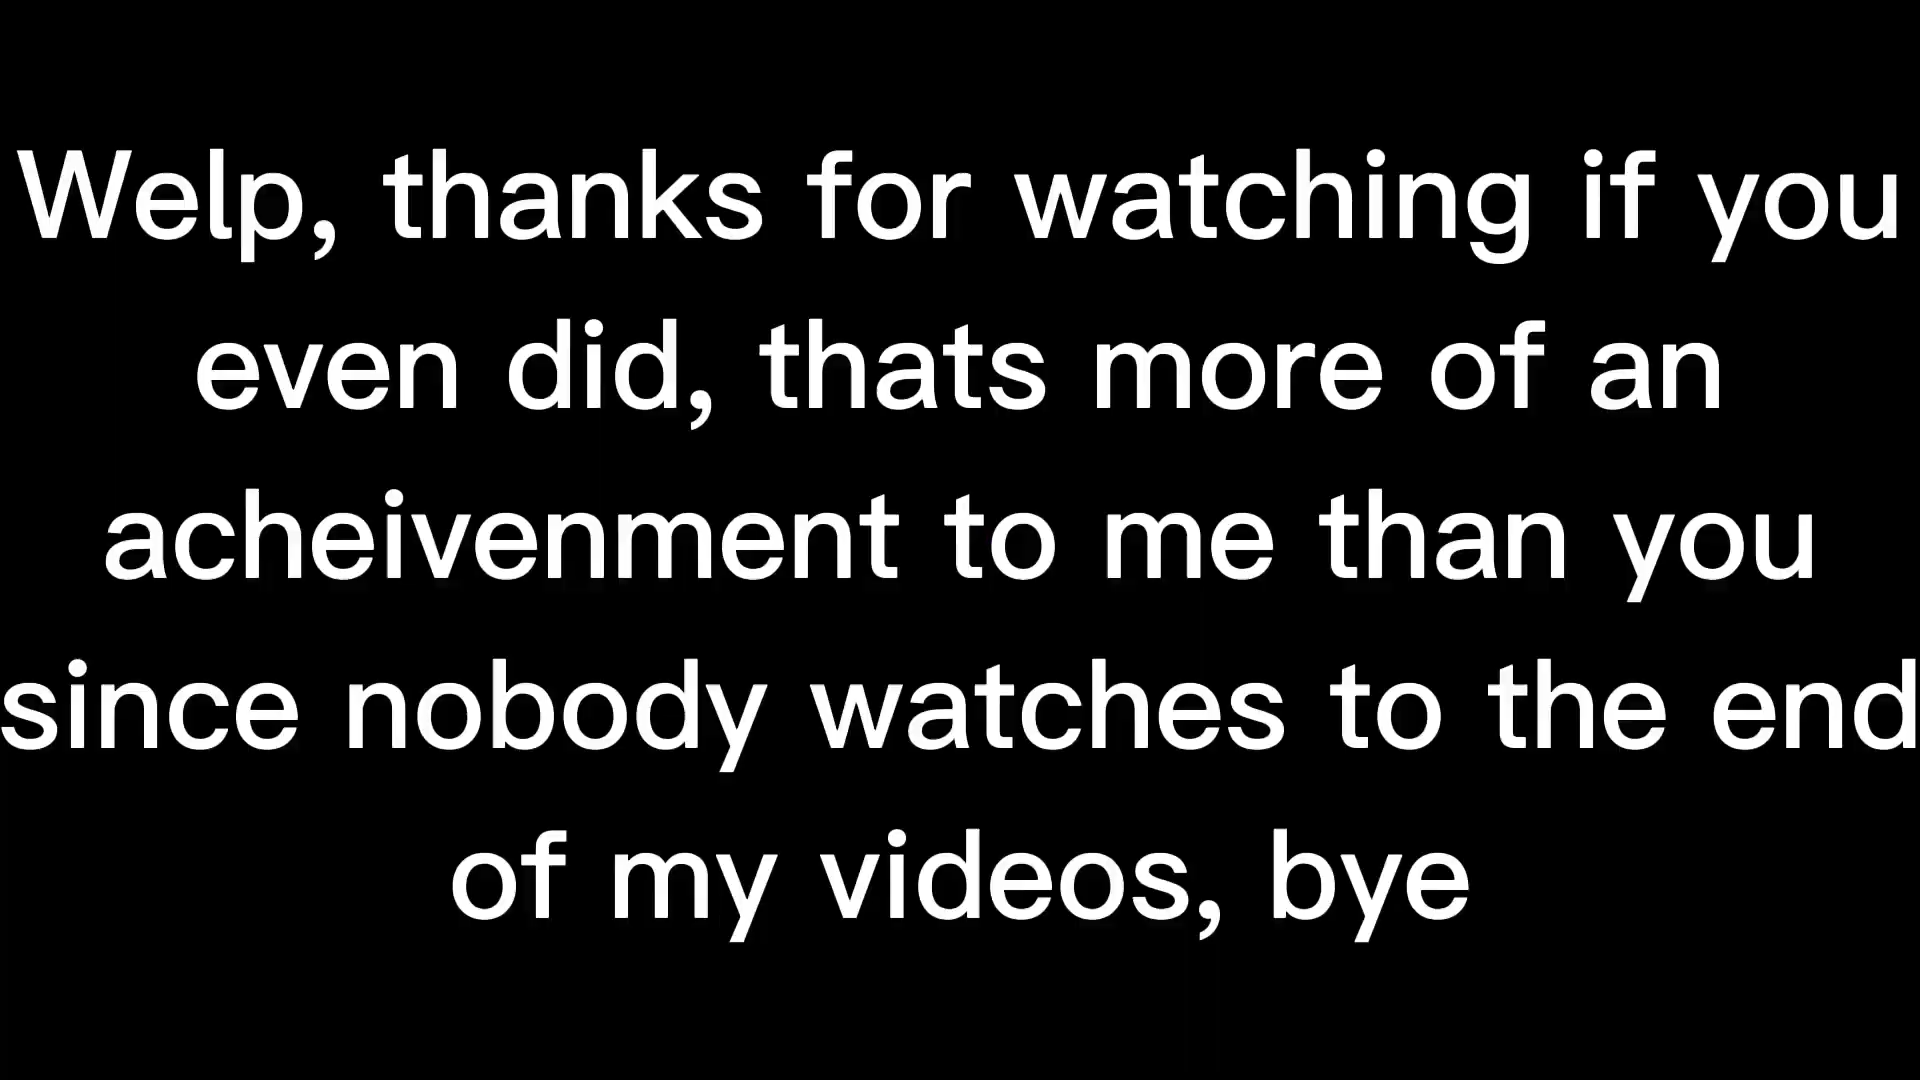 Welp, thanks for watching if you
even did, thats more of an
acheivenment to me than you
since nobody watches to the end
of my videos, bye